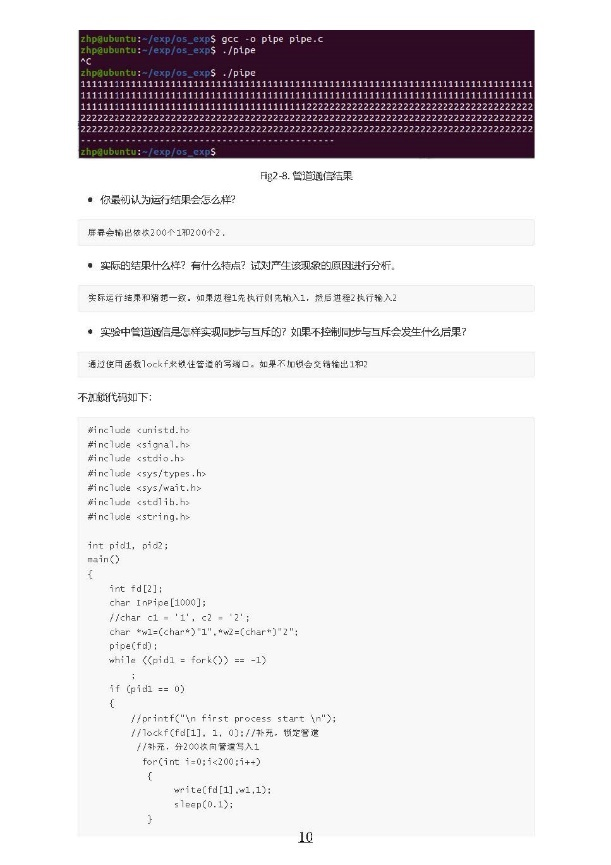 zhp@ubuntu:~/exp/os_exp$ gcc -o pipe pipe.c
zhp@ubuntu:~/exp/os_exp$ ./pipe
^C
zhp@ubuntu:~/exp/os_exp$ ./pipe
zhp@ubuntu:~/exp/os_exp$
Fig2-8. 管道通信结果
• 你最初认为运行结果会怎么样？
屏幕会输出依次200个1和200个2.
• 实际的结果什么样？有什么特点？试对产生该现象的原因进行分析。
实际运行结果和猜想一致。如果进程1先执行则先输入1，然后进程2执行输入2
• 实验中管道通信是怎样实现同步与互斥的？如果不控制同步与互斥会发生什么后果？
通过使用函数lockf来锁住管道的写端口。如果不加锁会交错输出1和2
不加锁代码如下：
#include <unistd.h>
#include <signal.h>
#include <stdio.h>
#include <sys/types.h>
#include <sys/wait.h>
#include <stdlib.h>
#include <string.h>
int pid1, pid2;
main()
{
int fd[2];
char InPipe[1000];
//char c1 = '1', c2 = '2';
char *w1=(char*)"1",*w2=(char*)"2";
pipe(fd);
while ((pid1 = fork()) == -1)
;
if (pid1 == 0)
{
//printf("\n first process start \n");
//lockf(fd[1], 1, 0);//补充，锁定管道
//补充，分200次向管道写入1
for(int i=0;i<200;i++)
{
write(fd[1],w1,1);
sleep(0.1);
}
10